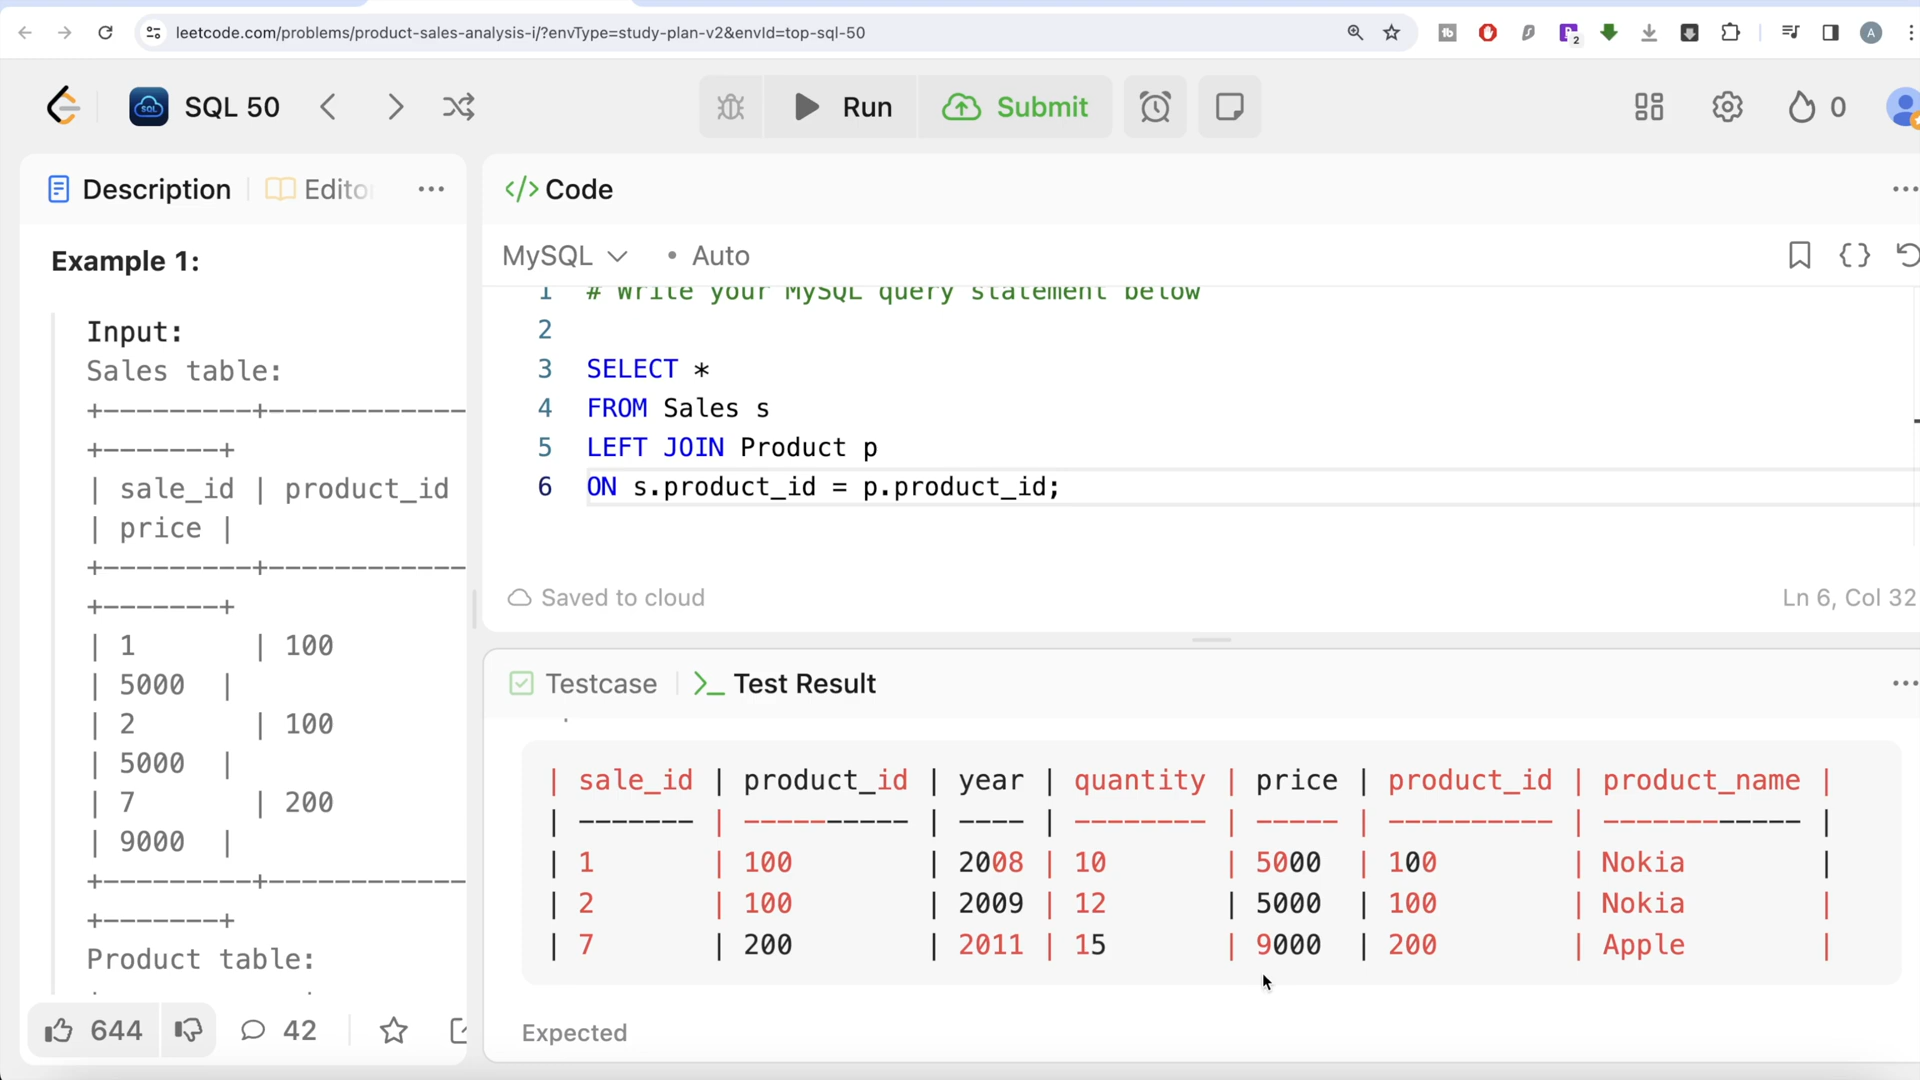 leetcode.com/problems/product-sales-analysis-i/?envType=study-plan-v2&envId=top-sql-50
SQL 50
Run
Submit
0
Description
Edito
</> Code
MySQL
• Auto
Example 1:
Input:
Sales table:
+---------+------------
+-------+
| sale_id | product_id
| price |
+---------+------------
+-------+
| 1 | 100
| 5000 |
| 2 | 100
| 5000 |
| 7 | 200
| 9000 |
+---------+------------
+-------+
Product table:
644
42
1 # Write your MySQL query statement below
2
3 SELECT *
4 FROM Sales s
5 LEFT JOIN Product p
6 ON s.product_id = p.product_id;
Saved to cloud
Ln 6, Col 32
Testcase
Test Result
| sale_id | product_id | year | quantity | price | product_id | product_name |
| ------- | ---------- | ---- | -------- | ----- | ---------- | ------------ |
| 1 | 100 | 2008 | 10 | 5000 | 100 | Nokia |
| 2 | 100 | 2009 | 12 | 5000 | 100 | Nokia |
| 7 | 200 | 2011 | 15 | 9000 | 200 | Apple |
Expected